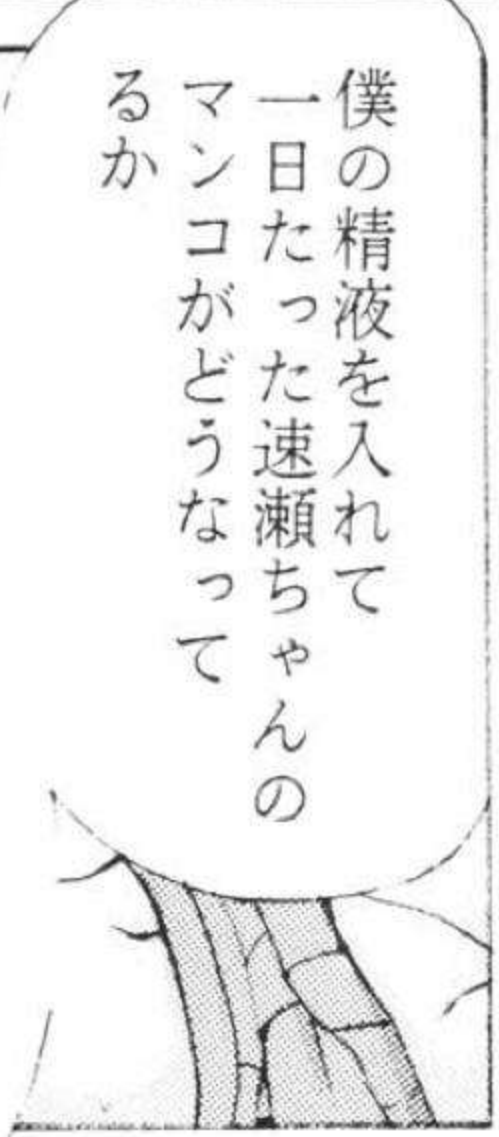 僕の精液を入れて
一日たった速瀬ちゃんの
マンコがどうなって
るか